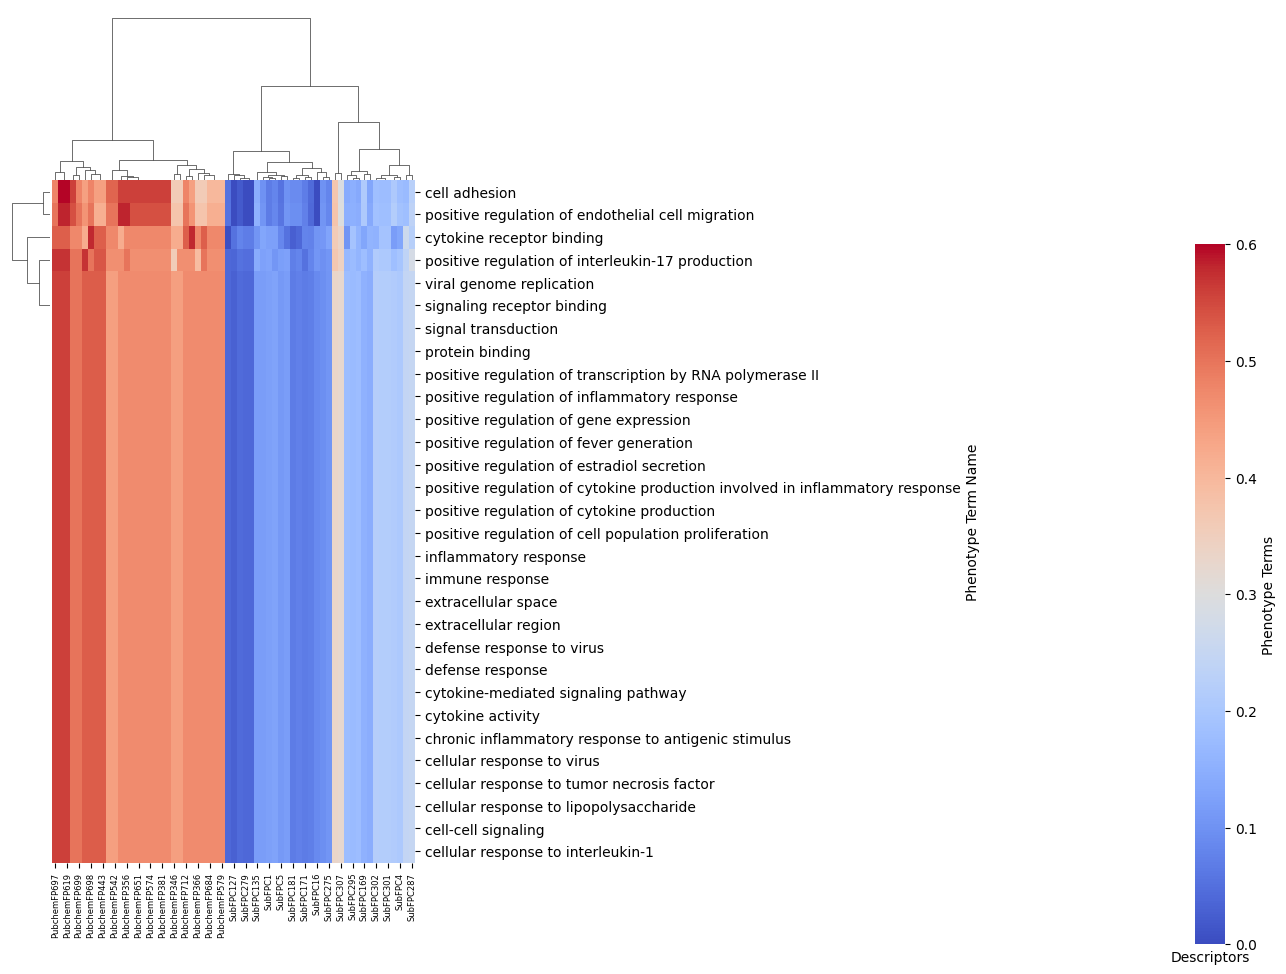 cell adhesion
positive regulation of endothelial cell migration
cytokine receptor binding
positive regulation of interleukin-17 production
viral genome replication
signaling receptor binding
signal transduction
protein binding
positive regulation of transcription by RNA polymerase II
positive regulation of inflammatory response
positive regulation of gene expression
positive regulation of fever generation
positive regulation of estradiol secretion
positive regulation of cytokine production involved in inflammatory response
positive regulation of cytokine production
positive regulation of cell population proliferation
inflammatory response
immune response
extracellular space
extracellular region
defense response to virus
defense response
cytokine-mediated signaling pathway
cytokine activity
chronic inflammatory response to antigenic stimulus
cellular response to virus
cellular response to tumor necrosis factor
cellular response to lipopolysaccharide
cell-cell signaling
cellular response to interleukin-1
Phenotype Term Name
PubchemFP697
PubchemFP619
PubchemFP699
PubchemFP698
PubchemFP443
PubchemFP542
PubchemFP356
PubchemFP651
PubchemFP574
PubchemFP381
PubchemFP346
PubchemFP712
PubchemFP366
PubchemFP684
PubchemFP579
SubFPC127
SubFPC279
SubFPC135
SubFPC1
SubFPC5
SubFPC181
SubFPC171
SubFPC16
SubFPC275
SubFPC307
SubFPC295
SubFPC169
SubFPC302
SubFPC301
SubFPC4
SubFPC287
0.6
0.5
0.4
0.3
0.2
0.1
0.0
Phenotype Terms
Descriptors